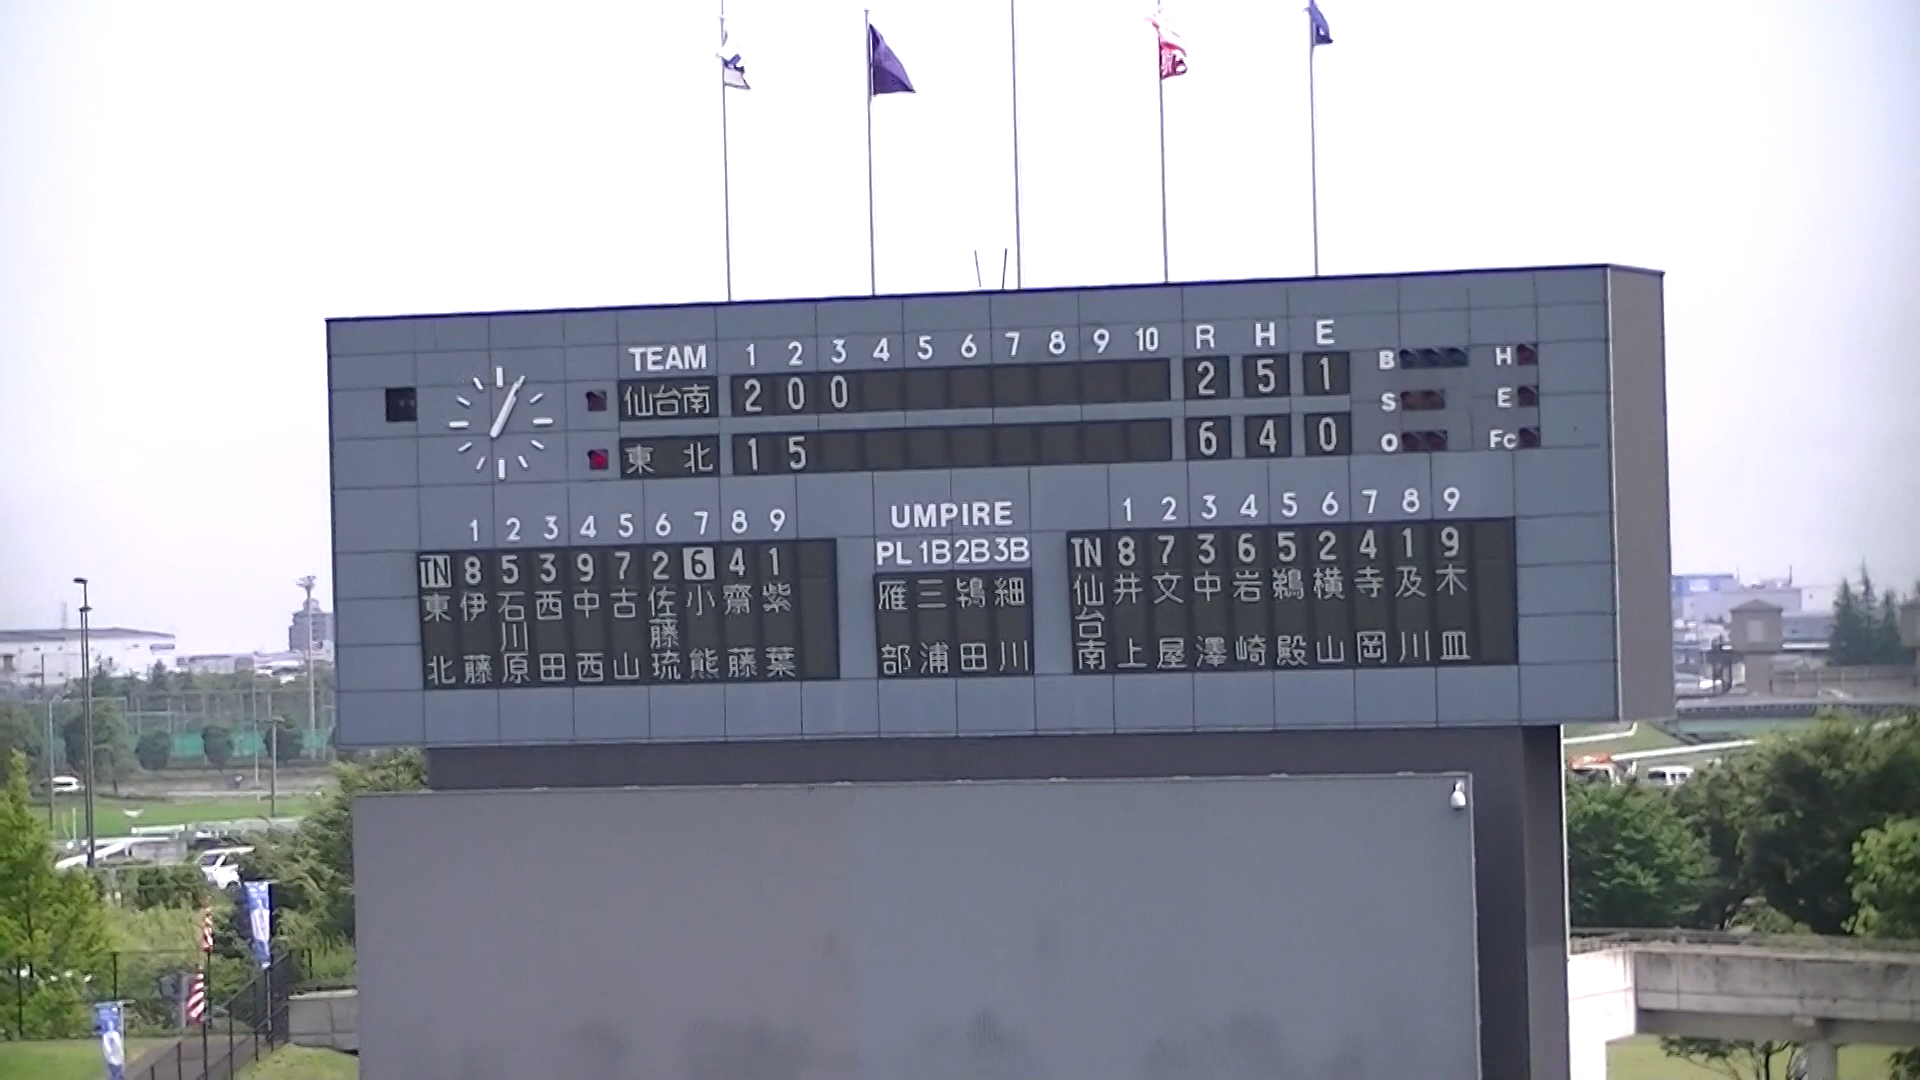 TEAM 1 2 3 4 5 6 7 8 9 10 R H E
仙台南 2 0 0 2 5 1
東北 1 5 6 4 0
B H
S E
O Fc
1 2 3 4 5 6 7 8 9
TN 8 5 3 9 7 2 6 4 1
東北 伊藤 石川原 西田 中西 古山 佐藤琉 小熊 齋藤 紫葉
UMPIRE
PL 1B 2B 3B
雁部 三浦 鴇田 細川
1 2 3 4 5 6 7 8 9
TN 8 7 3 6 5 2 4 1 9
仙台南 井上 文屋 中澤 岩崎 鵜殿 横山 寺岡 及川 木皿